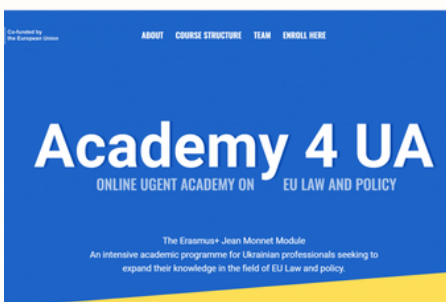 Co-funded by
the European Union
ABOUT COURSE STRUCTURE TEAM ENROLL HERE
Academy 4 UA
ONLINE UGENT ACADEMY ON EU LAW AND POLICY
The Erasmus+ Jean Monnet Module
An intensive academic programme for Ukrainian professionals seeking to
expand their knowledge in the field of EU Law and policy.